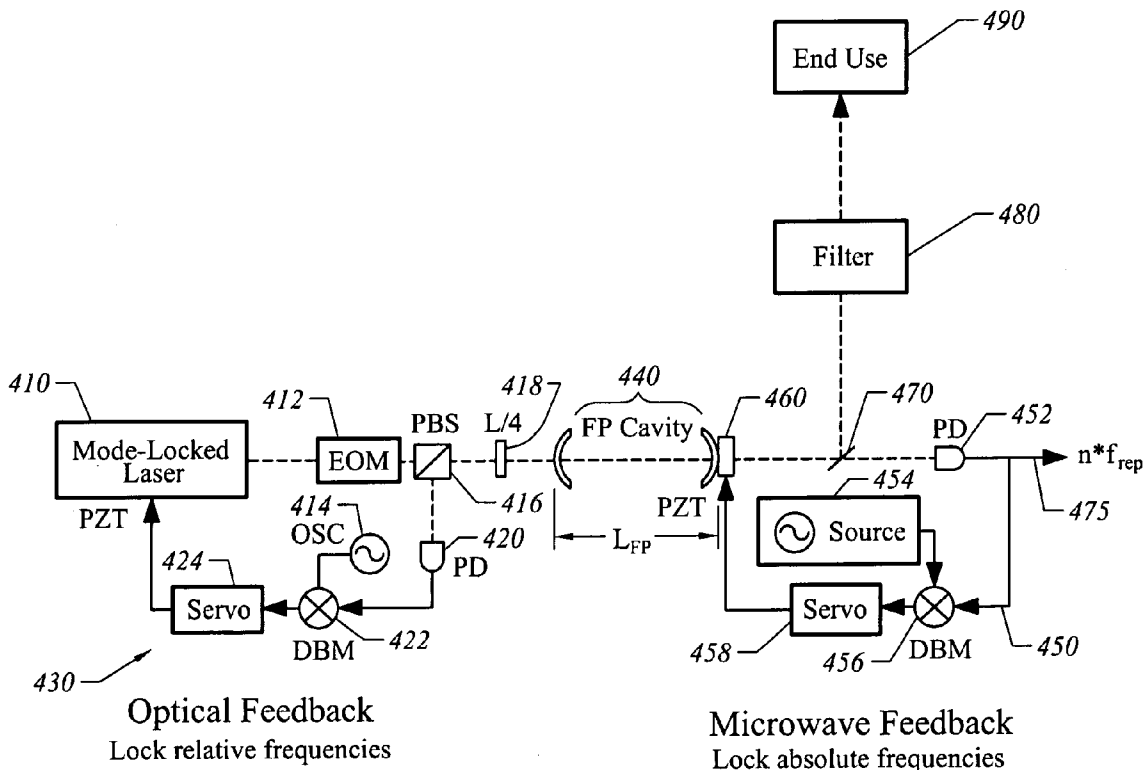 490
End Use
480
Filter
410
412
418
440
460
470
452
PBS
L/4
FP Cavity
PD
Mode-Locked
Laser
EOM
n*f_rep
416
454
475
PZT
414
OSC
420
PD
L_FP
PZT
Source
424
Servo
Servo
DBM
422
458
456
DBM
450
430
Optical Feedback
Lock relative frequencies
Microwave Feedback
Lock absolute frequencies